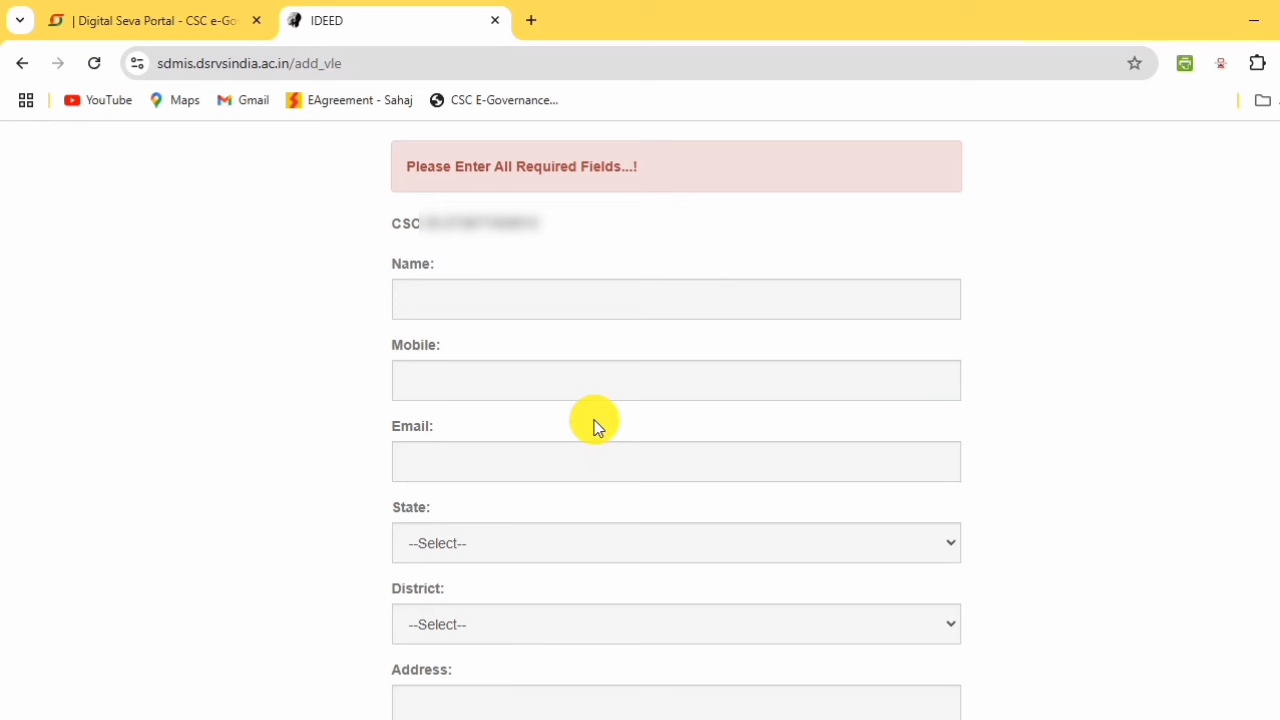 | Digital Seva Portal - CSC e-Go
IDEED
sdmis.dsrvsindia.ac.in/add_vle
YouTube
Maps
Gmail
EAgreement - Sahaj
CSC E-Governance...
Please Enter All Required Fields...!
CSC
Name:
Mobile:
Email:
State:
--Select--
District:
--Select--
Address: